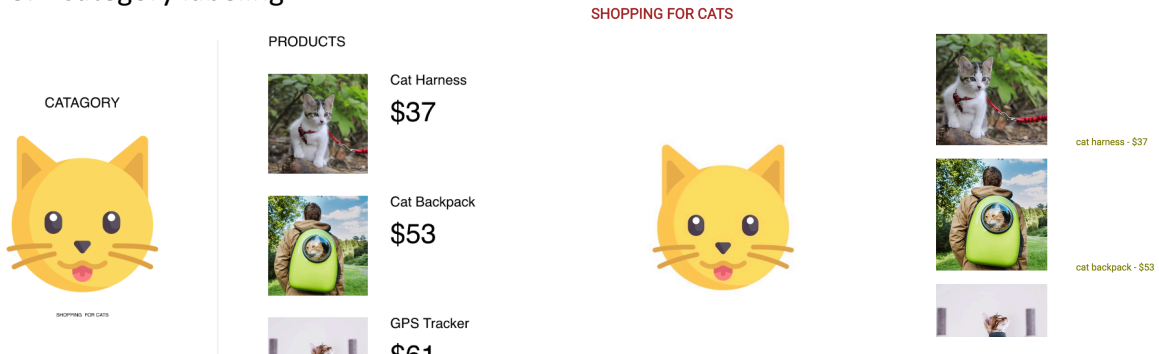 SHOPPING FOR CATS
PRODUCTS
CATAGORY
Cat Harness
$37
SHOPPING FOR CATS
Cat Backpack
$53
GPS Tracker
$61
cat harness - $37
cat backpack - $53